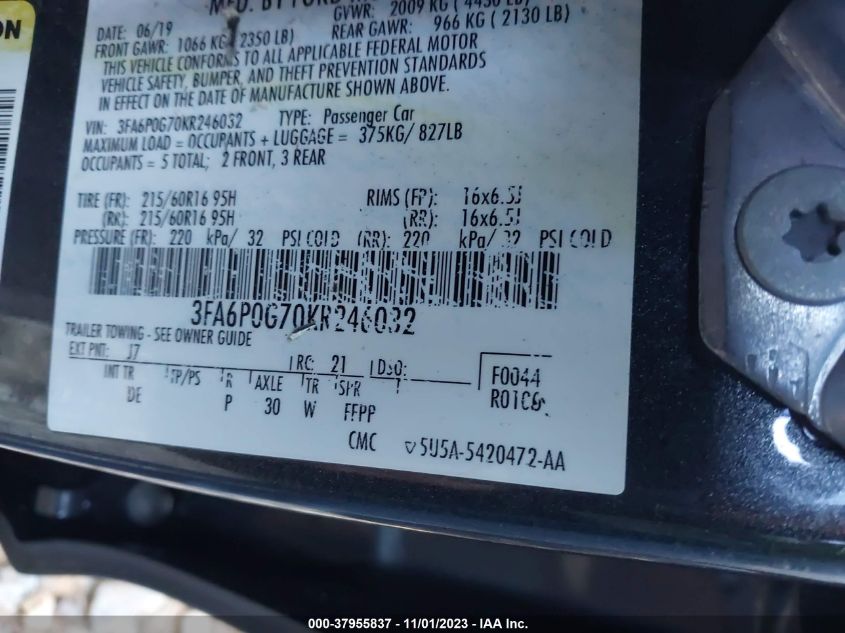 ON
MFD. BY FORD
DATE: 06/19 GVWR: 2009 KG ( 4430 LB)
FRONT GAWR: 1066 KG ( 2350 LB) REAR GAWR: 966 KG ( 2130 LB)
THIS VEHICLE CONFORMS TO ALL APPLICABLE FEDERAL MOTOR
VEHICLE SAFETY, BUMPER, AND THEFT PREVENTION STANDARDS
IN EFFECT ON THE DATE OF MANUFACTURE SHOWN ABOVE.
VIN: 3FA6P0G70KR246032 TYPE: Passenger Car
MAXIMUM LOAD = OCCUPANTS + LUGGAGE = 375KG/ 827LB
OCCUPANTS = 5 TOTAL; 2 FRONT, 3 REAR
TIRE (FR): 215/60R16 95H RIMS (FR): 16x6.5J
(RR): 215/60R16 95H (RR): 16x6.5J
PRESSURE (FR): 220 kPa/ 32 PSI COLD (RR): 220 kPa/ 32 PSI COLD
3FA6P0G70KR246032
TRAILER TOWING - SEE OWNER GUIDE
EXT PNT: J7 RC: 21 DSO:
INT TR TP/PS R AXLE TR SPR F0044
DE P 30 W FFPP
CMC 5U5A-5420472-AA
000-37955837 - 11/01/2023 - IAA Inc.